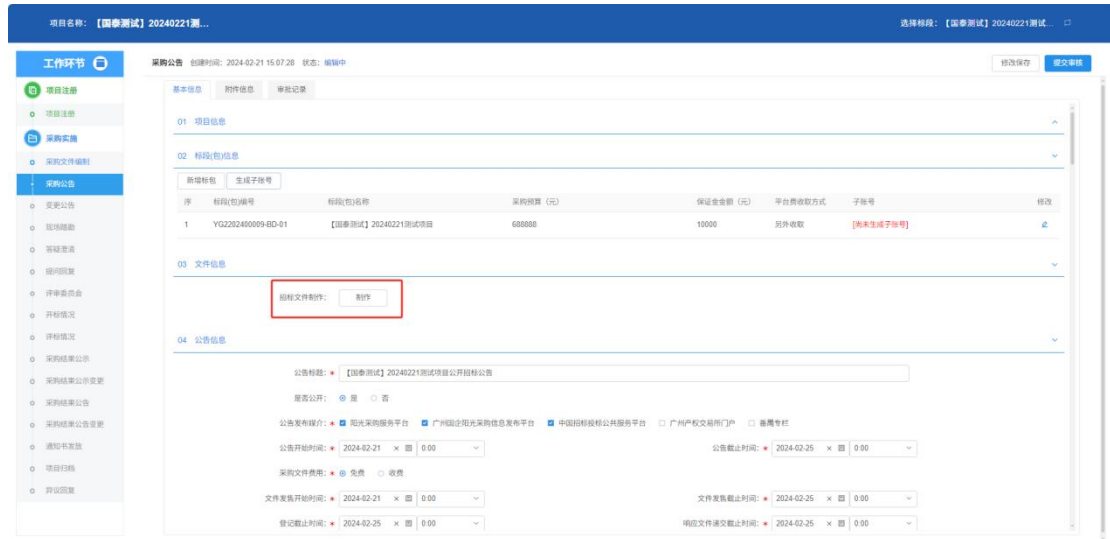 项目名称: 【国泰测试】20240221测...
选择标段: 【国泰测试】20240221测试...
工作环节
项目注册
项目注册
采购实施
采购文件编制
采购公告
变更公告
现场踏勘
答疑澄清
提问回复
评审委员会
开标情况
评标情况
采购结果公示
采购结果公示变更
采购结果公告
采购结果公告变更
通知书发放
项目归档
异议回复
采购公告 创建时间: 2024-02-21 15:07:28 状态: 编辑中
修改保存 提交审核
基本信息 附件信息 审批记录
01 项目信息
02 标段(包)信息
新增标包 生成子账号
序 标段(包)编号 标段(包)名称 采购预算 (元) 保证金金额 (元) 平台费收取方式 子账号 修改
1 YG2202400009-BD-01 【国泰测试】20240221测试项目 688888 10000 另外收取 [尚未生成子账号]
03 文件信息
招标文件制作: 制作
04 公告信息
公告标题: * 【国泰测试】20240221测试项目公开招标公告
是否公开: 是 否
公告发布媒介: * 阳光采购服务平台 广州国企阳光采购信息发布平台 中国招标投标公共服务平台 广州产权交易所门户 番禺专栏
公告开始时间: * 2024-02-21 × 0:00 公告截止时间: * 2024-02-25 × 0:00
采购文件费用: * 免费 收费
文件发售开始时间: * 2024-02-21 × 0:00 文件发售截止时间: * 2024-02-25 × 0:00
登记截止时间: * 2024-02-25 × 0:00 响应文件递交截止时间: * 2024-02-25 × 0:00